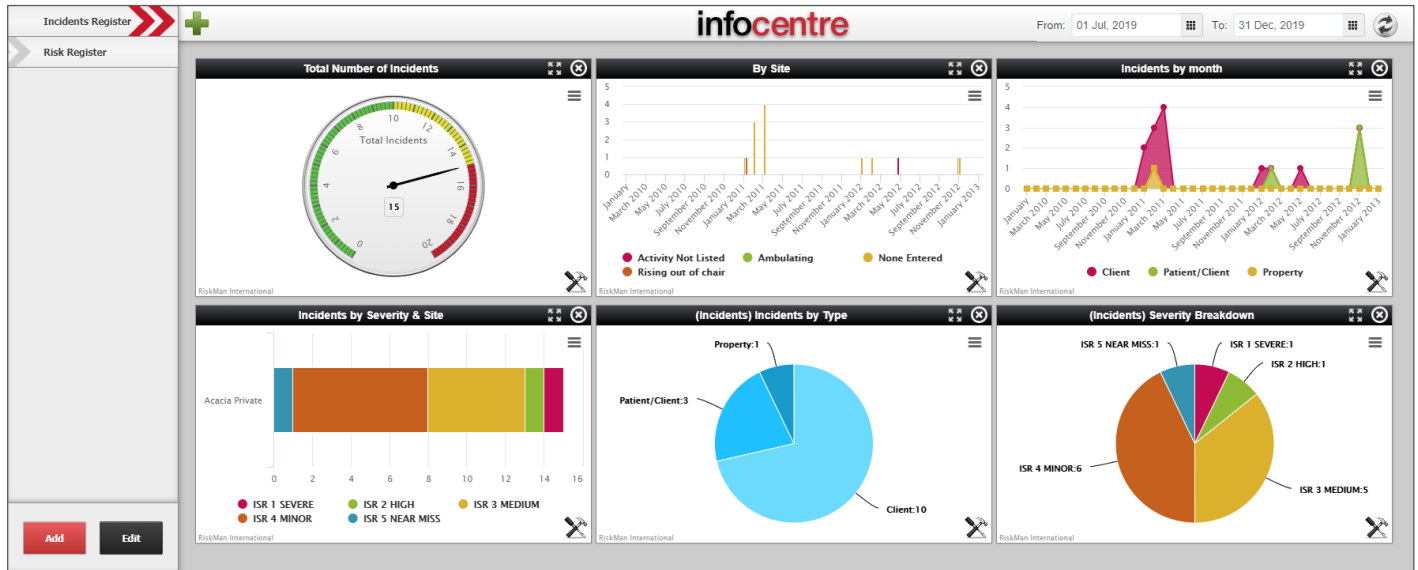 Incidents Register
Risk Register
Add
Edit
infocentre
From: 01 Jul, 2019 To: 31 Dec, 2019
Total Number of Incidents
0
2
4
6
8
10
12
14
16
18
20
Total Incidents
15
RiskMan International
By Site
5
4
3
2
1
0
January
March 2010
May 2010
July 2010
September 2010
November 2010
January 2011
March 2011
May 2011
July 2011
September 2011
November 2011
January 2012
March 2012
May 2012
July 2012
September 2012
November 2012
January 2013
Activity Not Listed Ambulating None Entered
Rising out of chair
RiskMan International
Incidents by month
5
4
3
2
1
0
January
March 2010
May 2010
July 2010
September 2010
November 2010
January 2011
March 2011
May 2011
July 2011
September 2011
November 2011
January 2012
March 2012
May 2012
July 2012
September 2012
November 2012
January 2013
Client Patient/Client Property
RiskMan International
Incidents by Severity & Site
Acacia Private
0 2 4 6 8 10 12 14 16
ISR 1 SEVERE ISR 2 HIGH ISR 3 MEDIUM
ISR 4 MINOR ISR 5 NEAR MISS
RiskMan International
(Incidents) Incidents by Type
Property:1
Patient/Client:3
Client:10
RiskMan International
(Incidents) Severity Breakdown
ISR 5 NEAR MISS:1 ISR 1 SEVERE:1
ISR 2 HIGH:1
ISR 4 MINOR:6
ISR 3 MEDIUM:5
RiskMan International